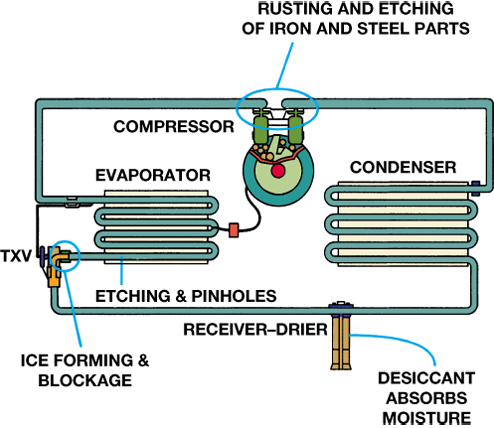 RUSTING AND ETCHING
OF IRON AND STEEL PARTS
COMPRESSOR
EVAPORATOR
CONDENSER
TXV
ETCHING & PINHOLES
RECEIVER–DRIER
ICE FORMING &
BLOCKAGE
DESICCANT
ABSORBS
MOISTURE